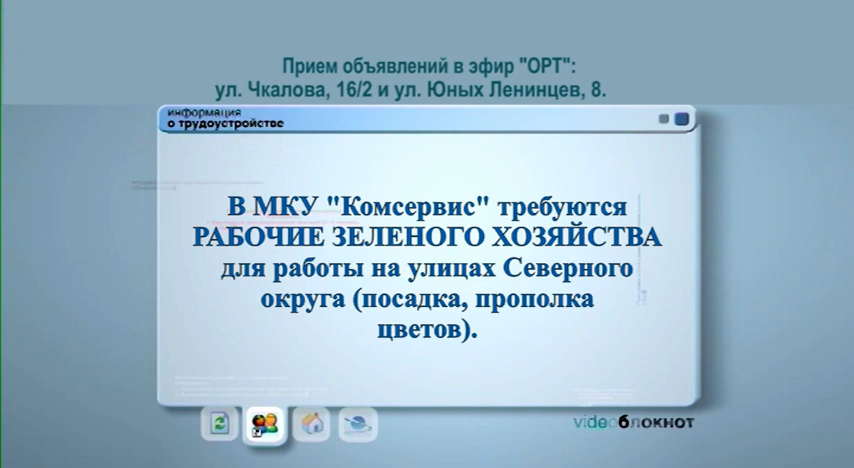 Прием объявлений в эфир "ОРТ":
ул. Чкалова, 16/2 и ул. Юных Ленинцев, 8.
информация
о трудоустройстве
В МКУ "Комсервис" требуются
РАБОЧИЕ ЗЕЛЕНОГО ХОЗЯЙСТВА
для работы на улицах Северного
округа (посадка, прополка
цветов).
videoблокнот